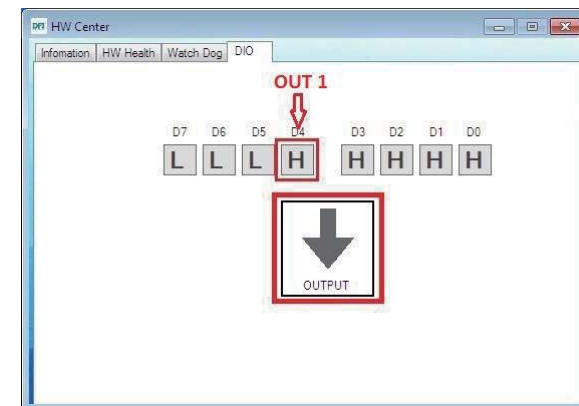 DFI HW Center
Infomation HW Health Watch Dog DIO
OUT 1
D7 D6 D5 D4 D3 D2 D1 D0
L L L H H H H H
OUTPUT